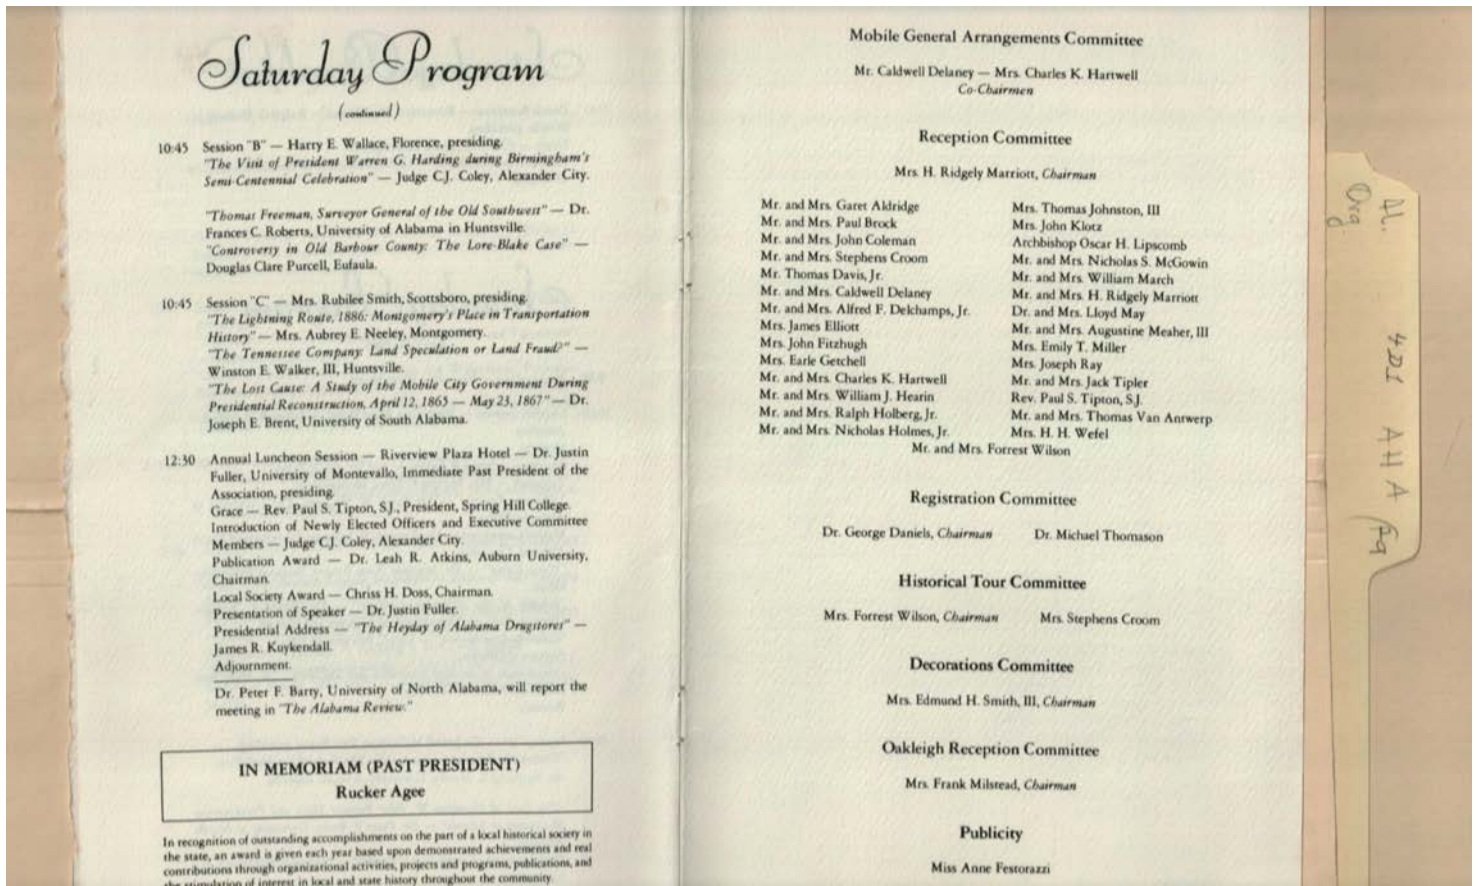 Saturday Program
(continued)
10:45 Session "B" — Harry E. Wallace, Florence, presiding.
"The Visit of President Warren G. Harding during Birmingham's
Semi-Centennial Celebration" — Judge C.J. Coley, Alexander City.
"Thomas Freeman, Surveyor General of the Old Southwest" — Dr.
Frances C. Roberts, University of Alabama in Huntsville.
"Controversy in Old Barbour County: The Lore-Blake Case" —
Douglas Clare Purcell, Eufaula.
10:45 Session "C" — Mrs. Rubilee Smith, Scottsboro, presiding.
"The Lightning Route, 1886: Montgomery's Place in Transportation
History" — Mrs. Aubrey E. Neeley, Montgomery.
"The Tennessee Company: Land Speculation or Land Fraud?" —
Winston E. Walker, III, Huntsville.
"The Lost Cause: A Study of the Mobile City Government During
Presidential Reconstruction, April 12, 1865 — May 23, 1867" — Dr.
Joseph E. Brent, University of South Alabama.
12:30 Annual Luncheon Session — Riverview Plaza Hotel — Dr. Justin
Fuller, University of Montevallo, Immediate Past President of the
Association, presiding.
Grace — Rev. Paul S. Tipton, S.J., President, Spring Hill College.
Introduction of Newly Elected Officers and Executive Committee
Members — Judge C.J. Coley, Alexander City.
Publication Award — Dr. Leah R. Atkins, Auburn University,
Chairman.
Local Society Award — Chriss H. Doss, Chairman.
Presentation of Speaker — Dr. Justin Fuller.
Presidential Address — "The Heyday of Alabama Drugstores" —
James R. Kuykendall.
Adjournment.
Dr. Peter F. Barry, University of North Alabama, will report the
meeting in "The Alabama Review."
IN MEMORIAM (PAST PRESIDENT)
Rucker Agee
In recognition of outstanding accomplishments on the part of a local historical society in
the state, an award is given each year based upon demonstrated achievements and real
contributions through organizational activities, projects and programs, publications, and
the stimulation of interest in local and state history throughout the community.
Mobile General Arrangements Committee
Mr. Caldwell Delaney — Mrs. Charles K. Hartwell
Co-Chairmen
Reception Committee
Mrs. H. Ridgely Marriott, Chairman
Mr. and Mrs. Garet Aldridge
Mr. and Mrs. Paul Brock
Mr. and Mrs. John Coleman
Mr. and Mrs. Stephens Croom
Mr. Thomas Davis, Jr.
Mr. and Mrs. Caldwell Delaney
Mr. and Mrs. Alfred F. Delchamps, Jr.
Mrs. James Elliott
Mrs. John Fitzhugh
Mrs. Earle Getchell
Mr. and Mrs. Charles K. Hartwell
Mr. and Mrs. William J. Hearin
Mr. and Mrs. Ralph Holberg, Jr.
Mr. and Mrs. Nicholas Holmes, Jr.
Mrs. Thomas Johnston, III
Mrs. John Klotz
Archbishop Oscar H. Lipscomb
Mr. and Mrs. Nicholas S. McGowin
Mr. and Mrs. William March
Mr. and Mrs. H. Ridgely Marriott
Dr. and Mrs. Lloyd May
Mr. and Mrs. Augustine Meaher, III
Mrs. Emily T. Miller
Mrs. Joseph Ray
Mr. and Mrs. Jack Tipler
Rev. Paul S. Tipton, S.J.
Mr. and Mrs. Thomas Van Antwerp
Mrs. H. H. Wefel
Mr. and Mrs. Forrest Wilson
Registration Committee
Dr. George Daniels, Chairman Dr. Michael Thomason
Historical Tour Committee
Mrs. Forrest Wilson, Chairman Mrs. Stephens Croom
Decorations Committee
Mrs. Edmund H. Smith, III, Chairman
Oakleigh Reception Committee
Mrs. Frank Milstead, Chairman
Publicity
Miss Anne Festorazzi
Al.
Org.
4D1 AHA